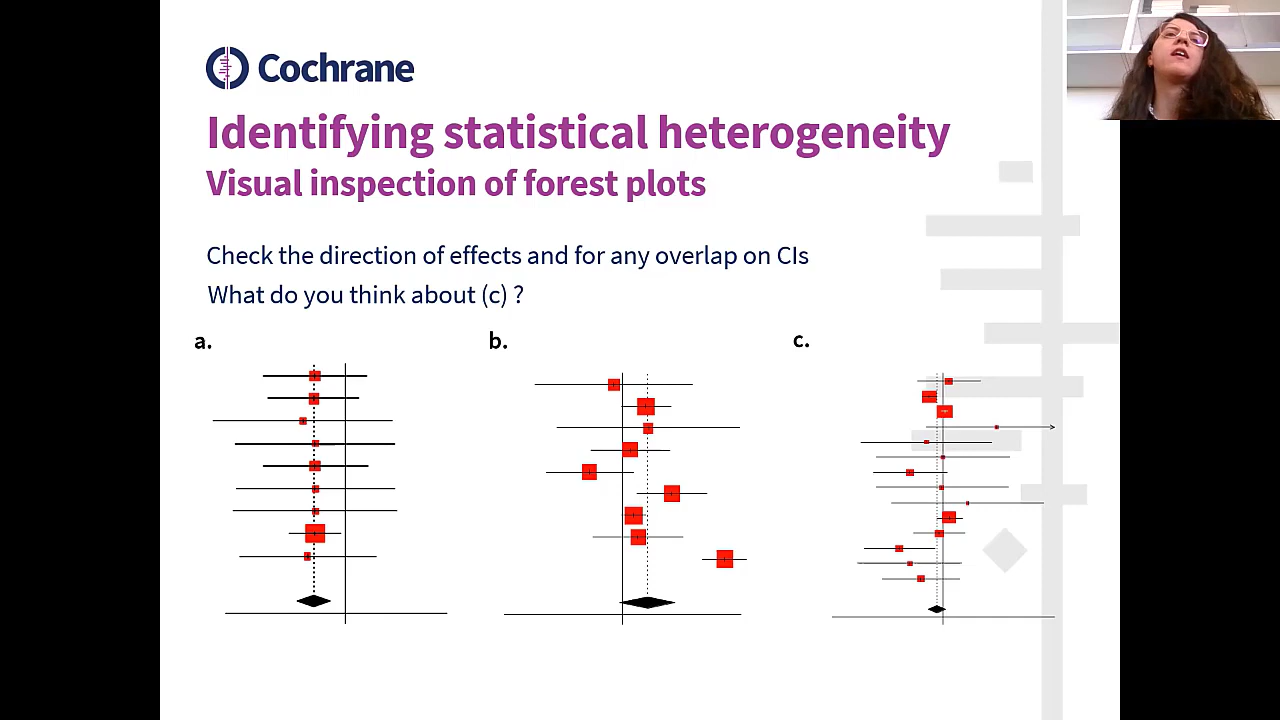 Cochrane
Identifying statistical heterogeneity
Visual inspection of forest plots
Check the direction of effects and for any overlap on CIs
What do you think about (c) ?
a.
b.
c.